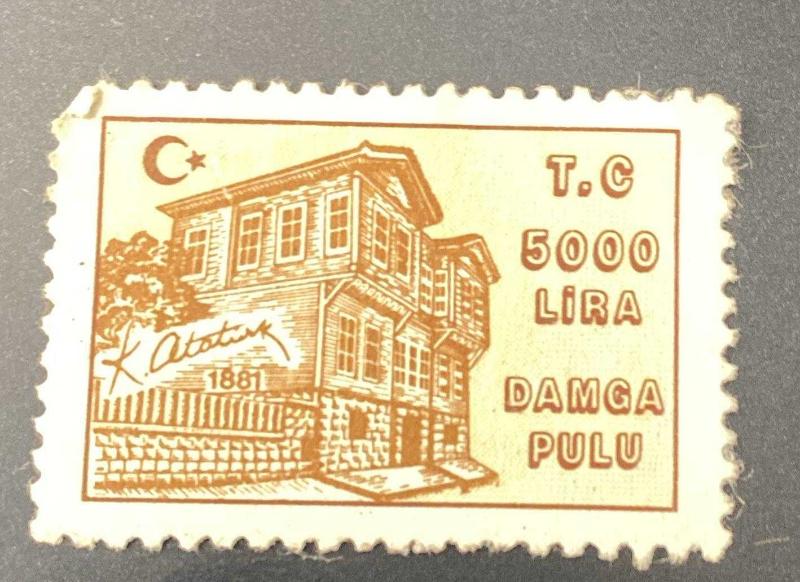 T.C
5000
LİRA
DAMGA
PULU
K. Atatürk
1881